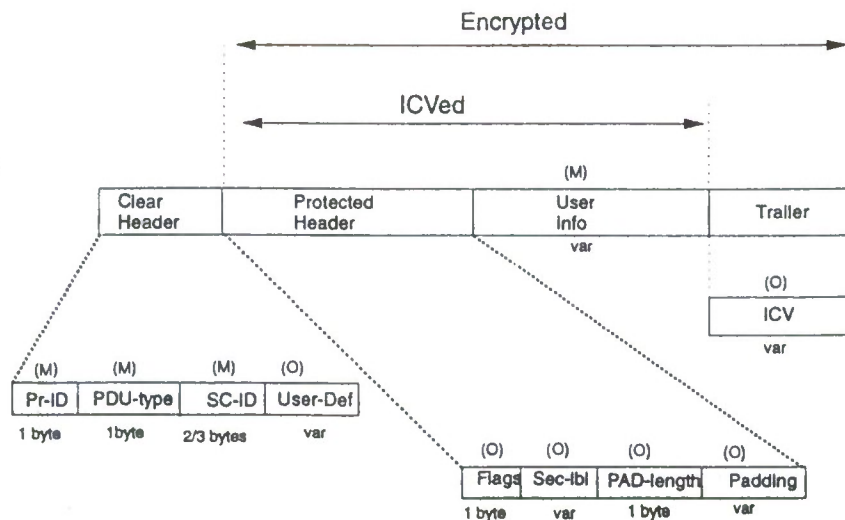 Encrypted
ICVed
(M)
Clear Header
Protected Header
User Info
Trailer
var
(O)
ICV
var
(M) (M) (M) (O)
Pr-ID PDU-type SC-ID User-Def
1 byte 1byte 2/3 bytes var
(O) (O) (O) (O)
Flags Sec-lbl PAD-length Padding
1 byte var 1 byte var